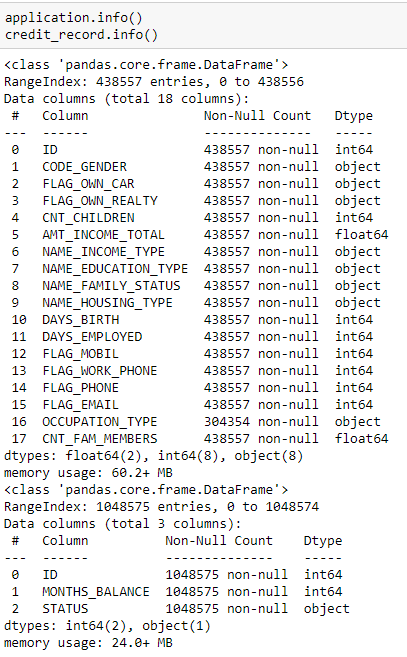 application.info()
credit_record.info()
<class 'pandas.core.frame.DataFrame'>
RangeIndex: 438557 entries, 0 to 438556
Data columns (total 18 columns):
 #   Column               Non-Null Count   Dtype
---  ------               --------------   -----
 0   ID                   438557 non-null  int64
 1   CODE_GENDER          438557 non-null  object
 2   FLAG_OWN_CAR         438557 non-null  object
 3   FLAG_OWN_REALTY      438557 non-null  object
 4   CNT_CHILDREN         438557 non-null  int64
 5   AMT_INCOME_TOTAL     438557 non-null  float64
 6   NAME_INCOME_TYPE     438557 non-null  object
 7   NAME_EDUCATION_TYPE  438557 non-null  object
 8   NAME_FAMILY_STATUS   438557 non-null  object
 9   NAME_HOUSING_TYPE    438557 non-null  object
 10  DAYS_BIRTH           438557 non-null  int64
 11  DAYS_EMPLOYED        438557 non-null  int64
 12  FLAG_MOBIL           438557 non-null  int64
 13  FLAG_WORK_PHONE      438557 non-null  int64
 14  FLAG_PHONE           438557 non-null  int64
 15  FLAG_EMAIL           438557 non-null  int64
 16  OCCUPATION_TYPE      304354 non-null  object
 17  CNT_FAM_MEMBERS      438557 non-null  float64
dtypes: float64(2), int64(8), object(8)
memory usage: 60.2+ MB
<class 'pandas.core.frame.DataFrame'>
RangeIndex: 1048575 entries, 0 to 1048574
Data columns (total 3 columns):
 #   Column          Non-Null Count    Dtype
---  ------          --------------    -----
 0   ID              1048575 non-null  int64
 1   MONTHS_BALANCE  1048575 non-null  int64
 2   STATUS          1048575 non-null  object
dtypes: int64(2), object(1)
memory usage: 24.0+ MB